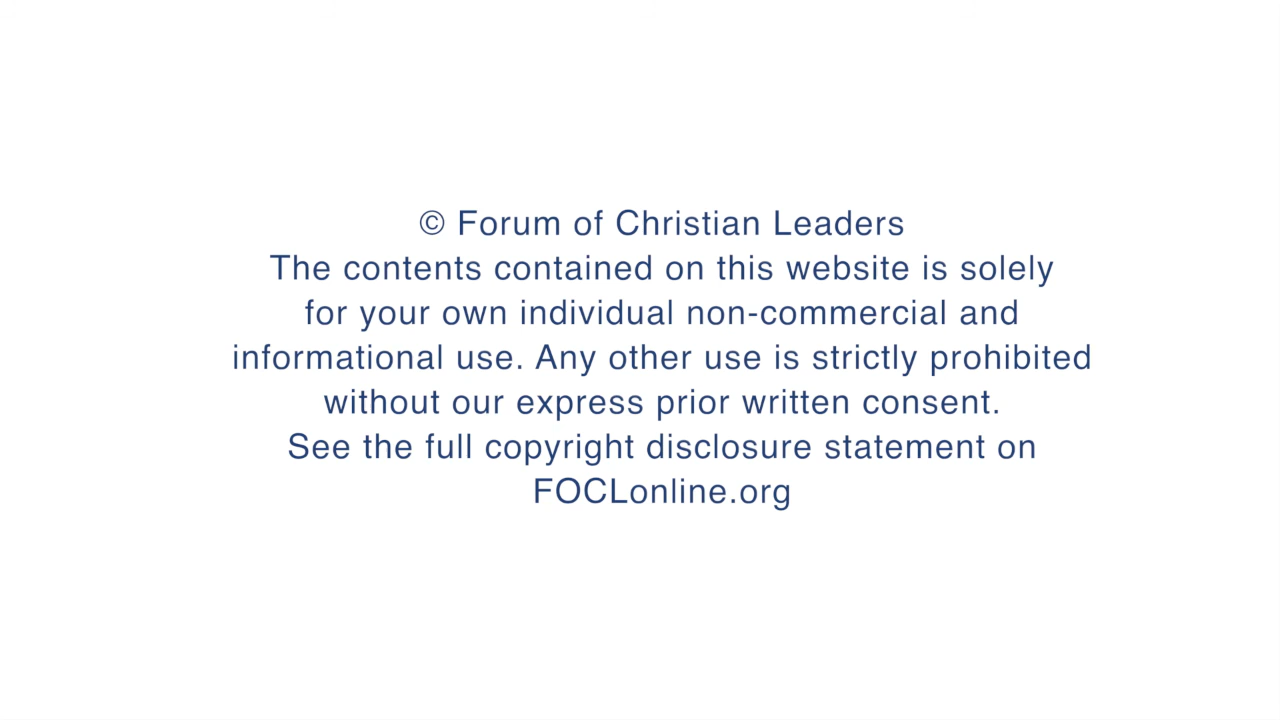 © Forum of Christian Leaders
The contents contained on this website is solely
for your own individual non-commercial and
informational use. Any other use is strictly prohibited
without our express prior written consent.
See the full copyright disclosure statement on
FOCLonline.org